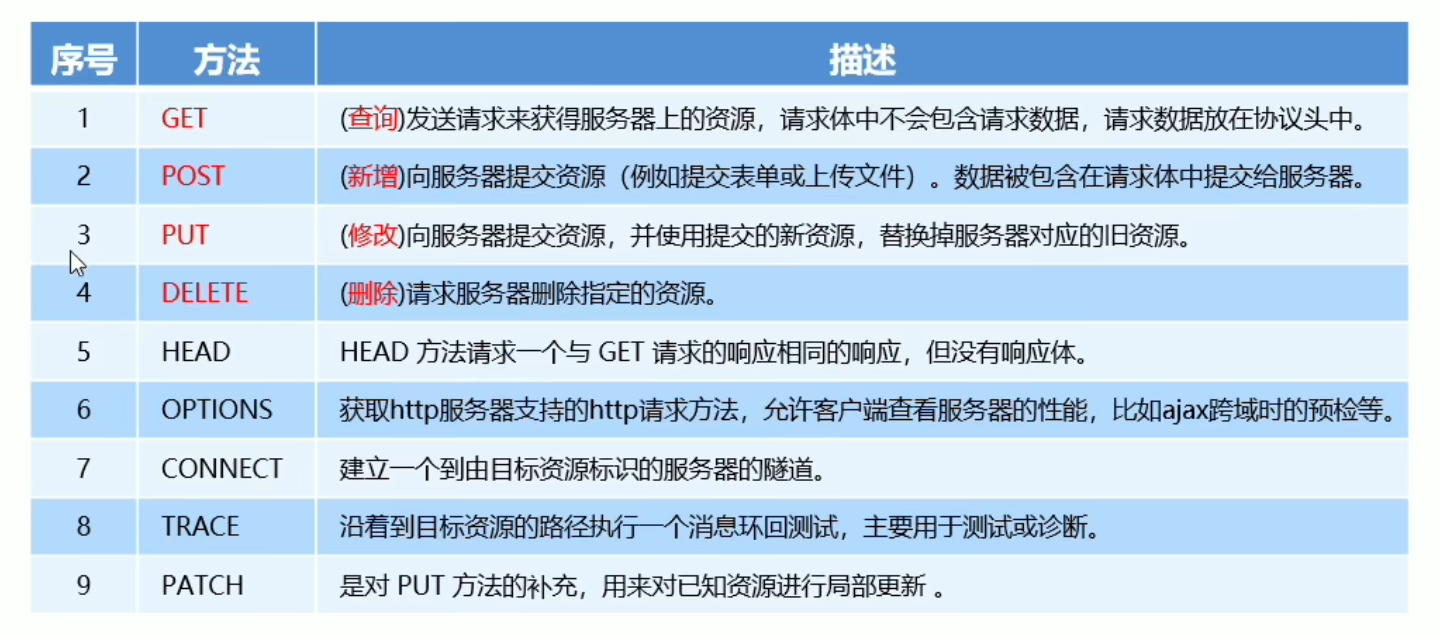 序号 方法 描述
1 GET (查询)发送请求来获得服务器上的资源，请求体中不会包含请求数据，请求数据放在协议头中。
2 POST (新增)向服务器提交资源（例如提交表单或上传文件）。数据被包含在请求体中提交给服务器。
3 PUT (修改)向服务器提交资源，并使用提交的新资源，替换掉服务器对应的旧资源。
4 DELETE (删除)请求服务器删除指定的资源。
5 HEAD HEAD 方法请求一个与 GET 请求的响应相同的响应，但没有响应体。
6 OPTIONS 获取http服务器支持的http请求方法，允许客户端查看服务器的性能，比如ajax跨域时的预检等。
7 CONNECT 建立一个到由目标资源标识的服务器的隧道。
8 TRACE 沿着到目标资源的路径执行一个消息环回测试，主要用于测试或诊断。
9 PATCH 是对 PUT 方法的补充，用来对已知资源进行局部更新 。